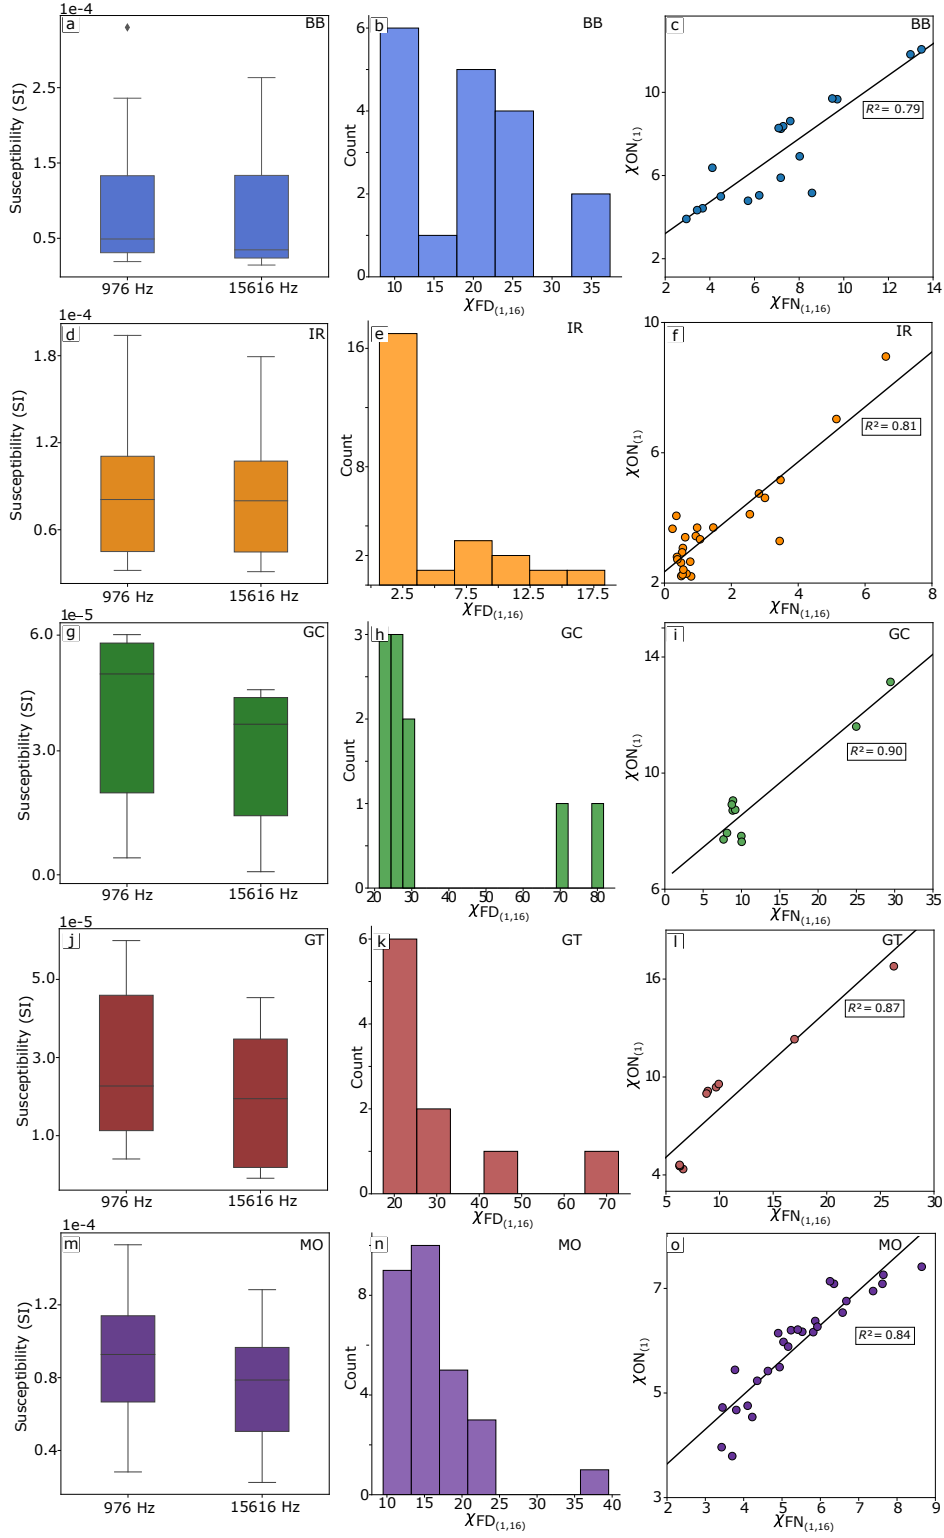 1e-4
a
BB
Susceptibility (SI)
2.5
1.5
0.5
976 Hz
15616 Hz
b
BB
Count
6
4
2
0
10 15 20 25 30 35
χFD(1,16)
c
BB
χON(1)
10
6
2
R² = 0.79
2 4 6 8 10 12 14
χFN(1,16)
1e-4
d
IR
Susceptibility (SI)
1.8
1.2
0.6
976 Hz
15616 Hz
e
IR
Count
16
8
2
2.5 7.5 12.5 17.5
χFD(1,16)
f
IR
χON(1)
10
6
2
R² = 0.81
0 2 4 6 8
χFN(1,16)
1e-5
g
GC
Susceptibility (SI)
6.0
3.0
0.0
976 Hz
15616 Hz
h
GC
Count
3
2
1
0
20 30 40 50 60 70 80
χFD(1,16)
i
GC
χON(1)
14
10
6
R² = 0.90
0 5 10 15 20 25 30 35
χFN(1,16)
1e-5
j
GT
Susceptibility (SI)
5.0
3.0
1.0
976 Hz
15616 Hz
k
GT
Count
6
4
2
0
20 30 40 50 60 70
χFD(1,16)
l
GT
χON(1)
16
10
4
R² = 0.87
5 10 15 20 25 30
χFN(1,16)
1e-4
m
MO
Susceptibility (SI)
1.2
0.8
0.4
976 Hz
15616 Hz
n
MO
Count
8
4
0
10 15 20 25 30 35 40
χFD(1,16)
o
MO
χON(1)
7
5
3
R² = 0.84
2 3 4 5 6 7 8 9
χFN(1,16)